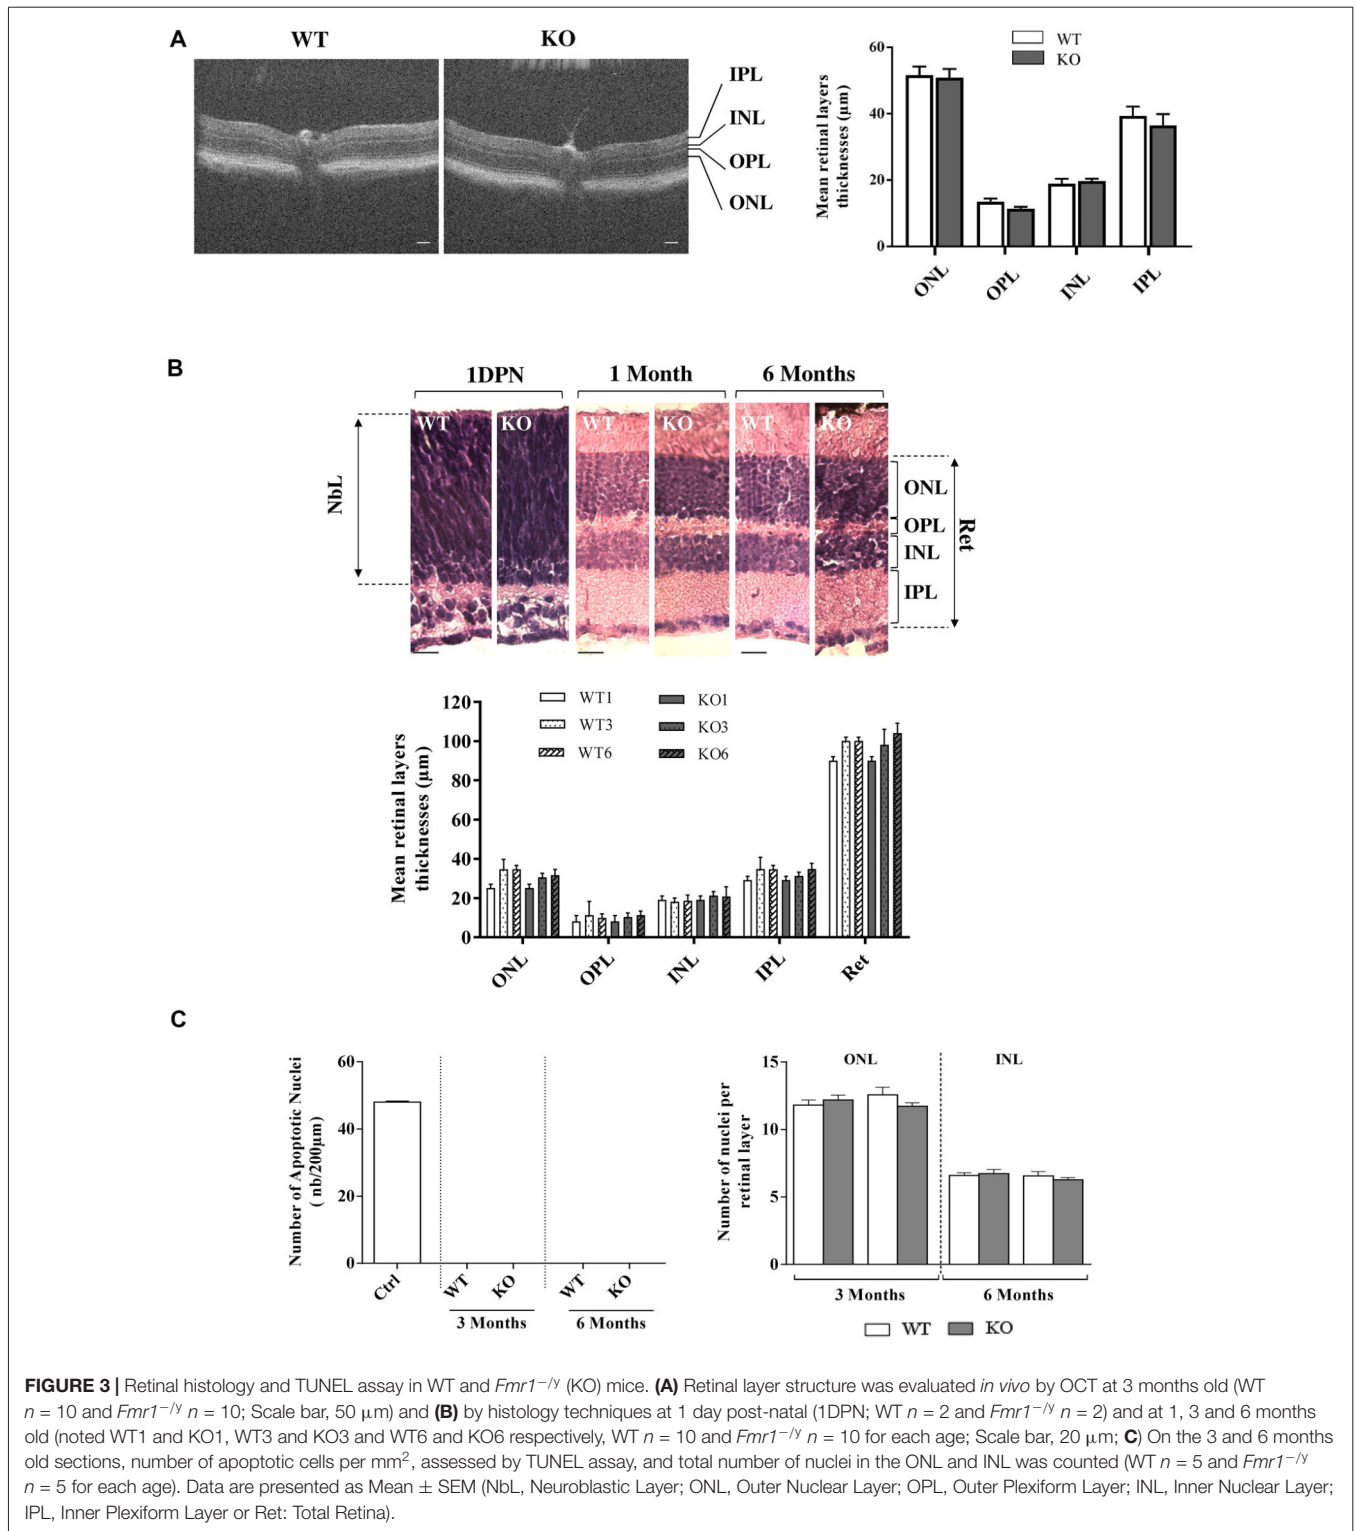 A
WT
KO
IPL
INL
OPL
ONL
WT
KO
Mean retinal layers
thicknesses (µm)
60
40
20
0
ONL
OPL
INL
IPL
B
1DPN
1 Month
6 Months
WT
KO
WT
KO
WT
KO
NbL
ONL
OPL
INL
IPL
Ret
Mean retinal layers
thicknesses (µm)
120
100
80
60
40
20
0
WT1
WT3
WT6
KO1
KO3
KO6
ONL
OPL
INL
IPL
Ret
C
Number of Apoptotic Nuclei
( nb/200µm)
60
40
20
0
Ctrl
WT
KO
WT
KO
3 Months
6 Months
Number of nuclei per
retinal layer
15
10
5
0
ONL
INL
3 Months
6 Months
WT
KO
FIGURE 3 | Retinal histology and TUNEL assay in WT and Fmr1−/y (KO) mice. (A) Retinal layer structure was evaluated in vivo by OCT at 3 months old (WT
n = 10 and Fmr1−/y n = 10; Scale bar, 50 µm) and (B) by histology techniques at 1 day post-natal (1DPN; WT n = 2 and Fmr1−/y n = 2) and at 1, 3 and 6 months
old (noted WT1 and KO1, WT3 and KO3 and WT6 and KO6 respectively, WT n = 10 and Fmr1−/y n = 10 for each age; Scale bar, 20 µm; C) On the 3 and 6 months
old sections, number of apoptotic cells per mm², assessed by TUNEL assay, and total number of nuclei in the ONL and INL was counted (WT n = 5 and Fmr1−/y
n = 5 for each age). Data are presented as Mean ± SEM (NbL, Neuroblastic Layer; ONL, Outer Nuclear Layer; OPL, Outer Plexiform Layer; INL, Inner Nuclear Layer;
IPL, Inner Plexiform Layer or Ret: Total Retina).